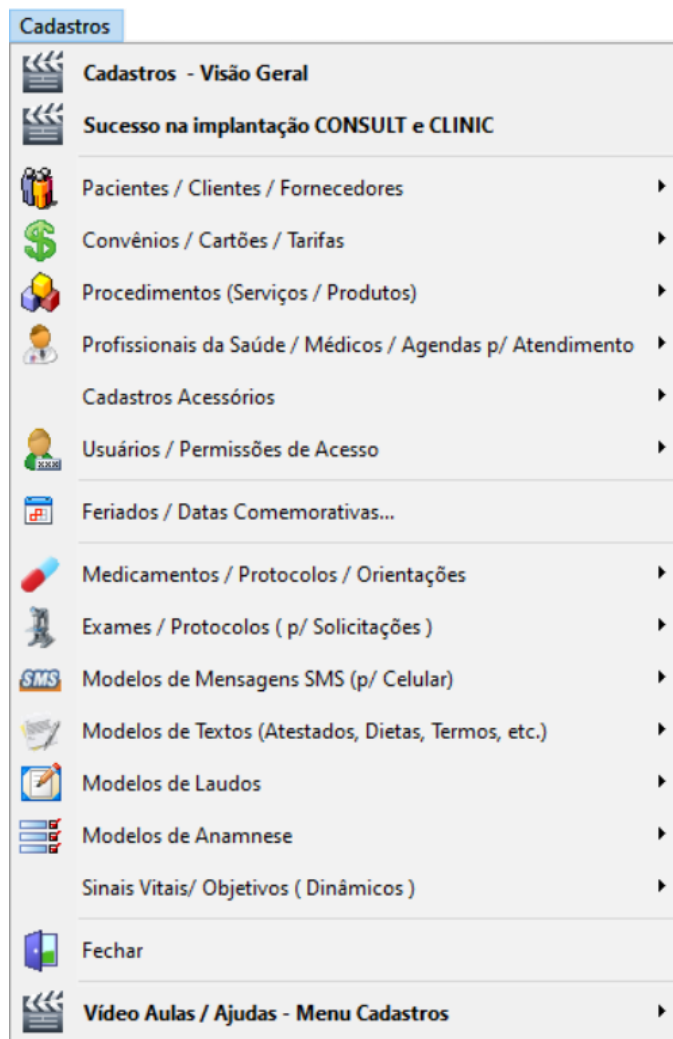 Cadastros
Cadastros - Visão Geral
Sucesso na implantação CONSULT e CLINIC
Pacientes / Clientes / Fornecedores
Convênios / Cartões / Tarifas
Procedimentos (Serviços / Produtos)
Profissionais da Saúde / Médicos / Agendas p/ Atendimento
Cadastros Acessórios
Usuários / Permissões de Acesso
Feriados / Datas Comemorativas...
Medicamentos / Protocolos / Orientações
Exames / Protocolos ( p/ Solicitações )
SMS Modelos de Mensagens SMS (p/ Celular)
Modelos de Textos (Atestados, Dietas, Termos, etc.)
Modelos de Laudos
Modelos de Anamnese
Sinais Vitais/ Objetivos ( Dinâmicos )
Fechar
Vídeo Aulas / Ajudas - Menu Cadastros